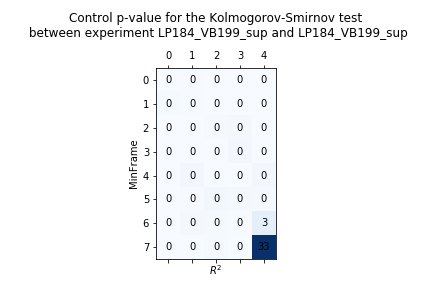 Control p-value for the Kolmogorov-Smirnov test
between experiment LP184_VB199_sup and LP184_VB199_sup
0 1 2 3 4
0 0 0 0 0 0
1 0 0 0 0 0
2 0 0 0 0 0
3 0 0 0 0 0
4 0 0 0 0 0
5 0 0 0 0 0
6 0 0 0 0 3
7 0 0 0 0 33
MinFrame
R²